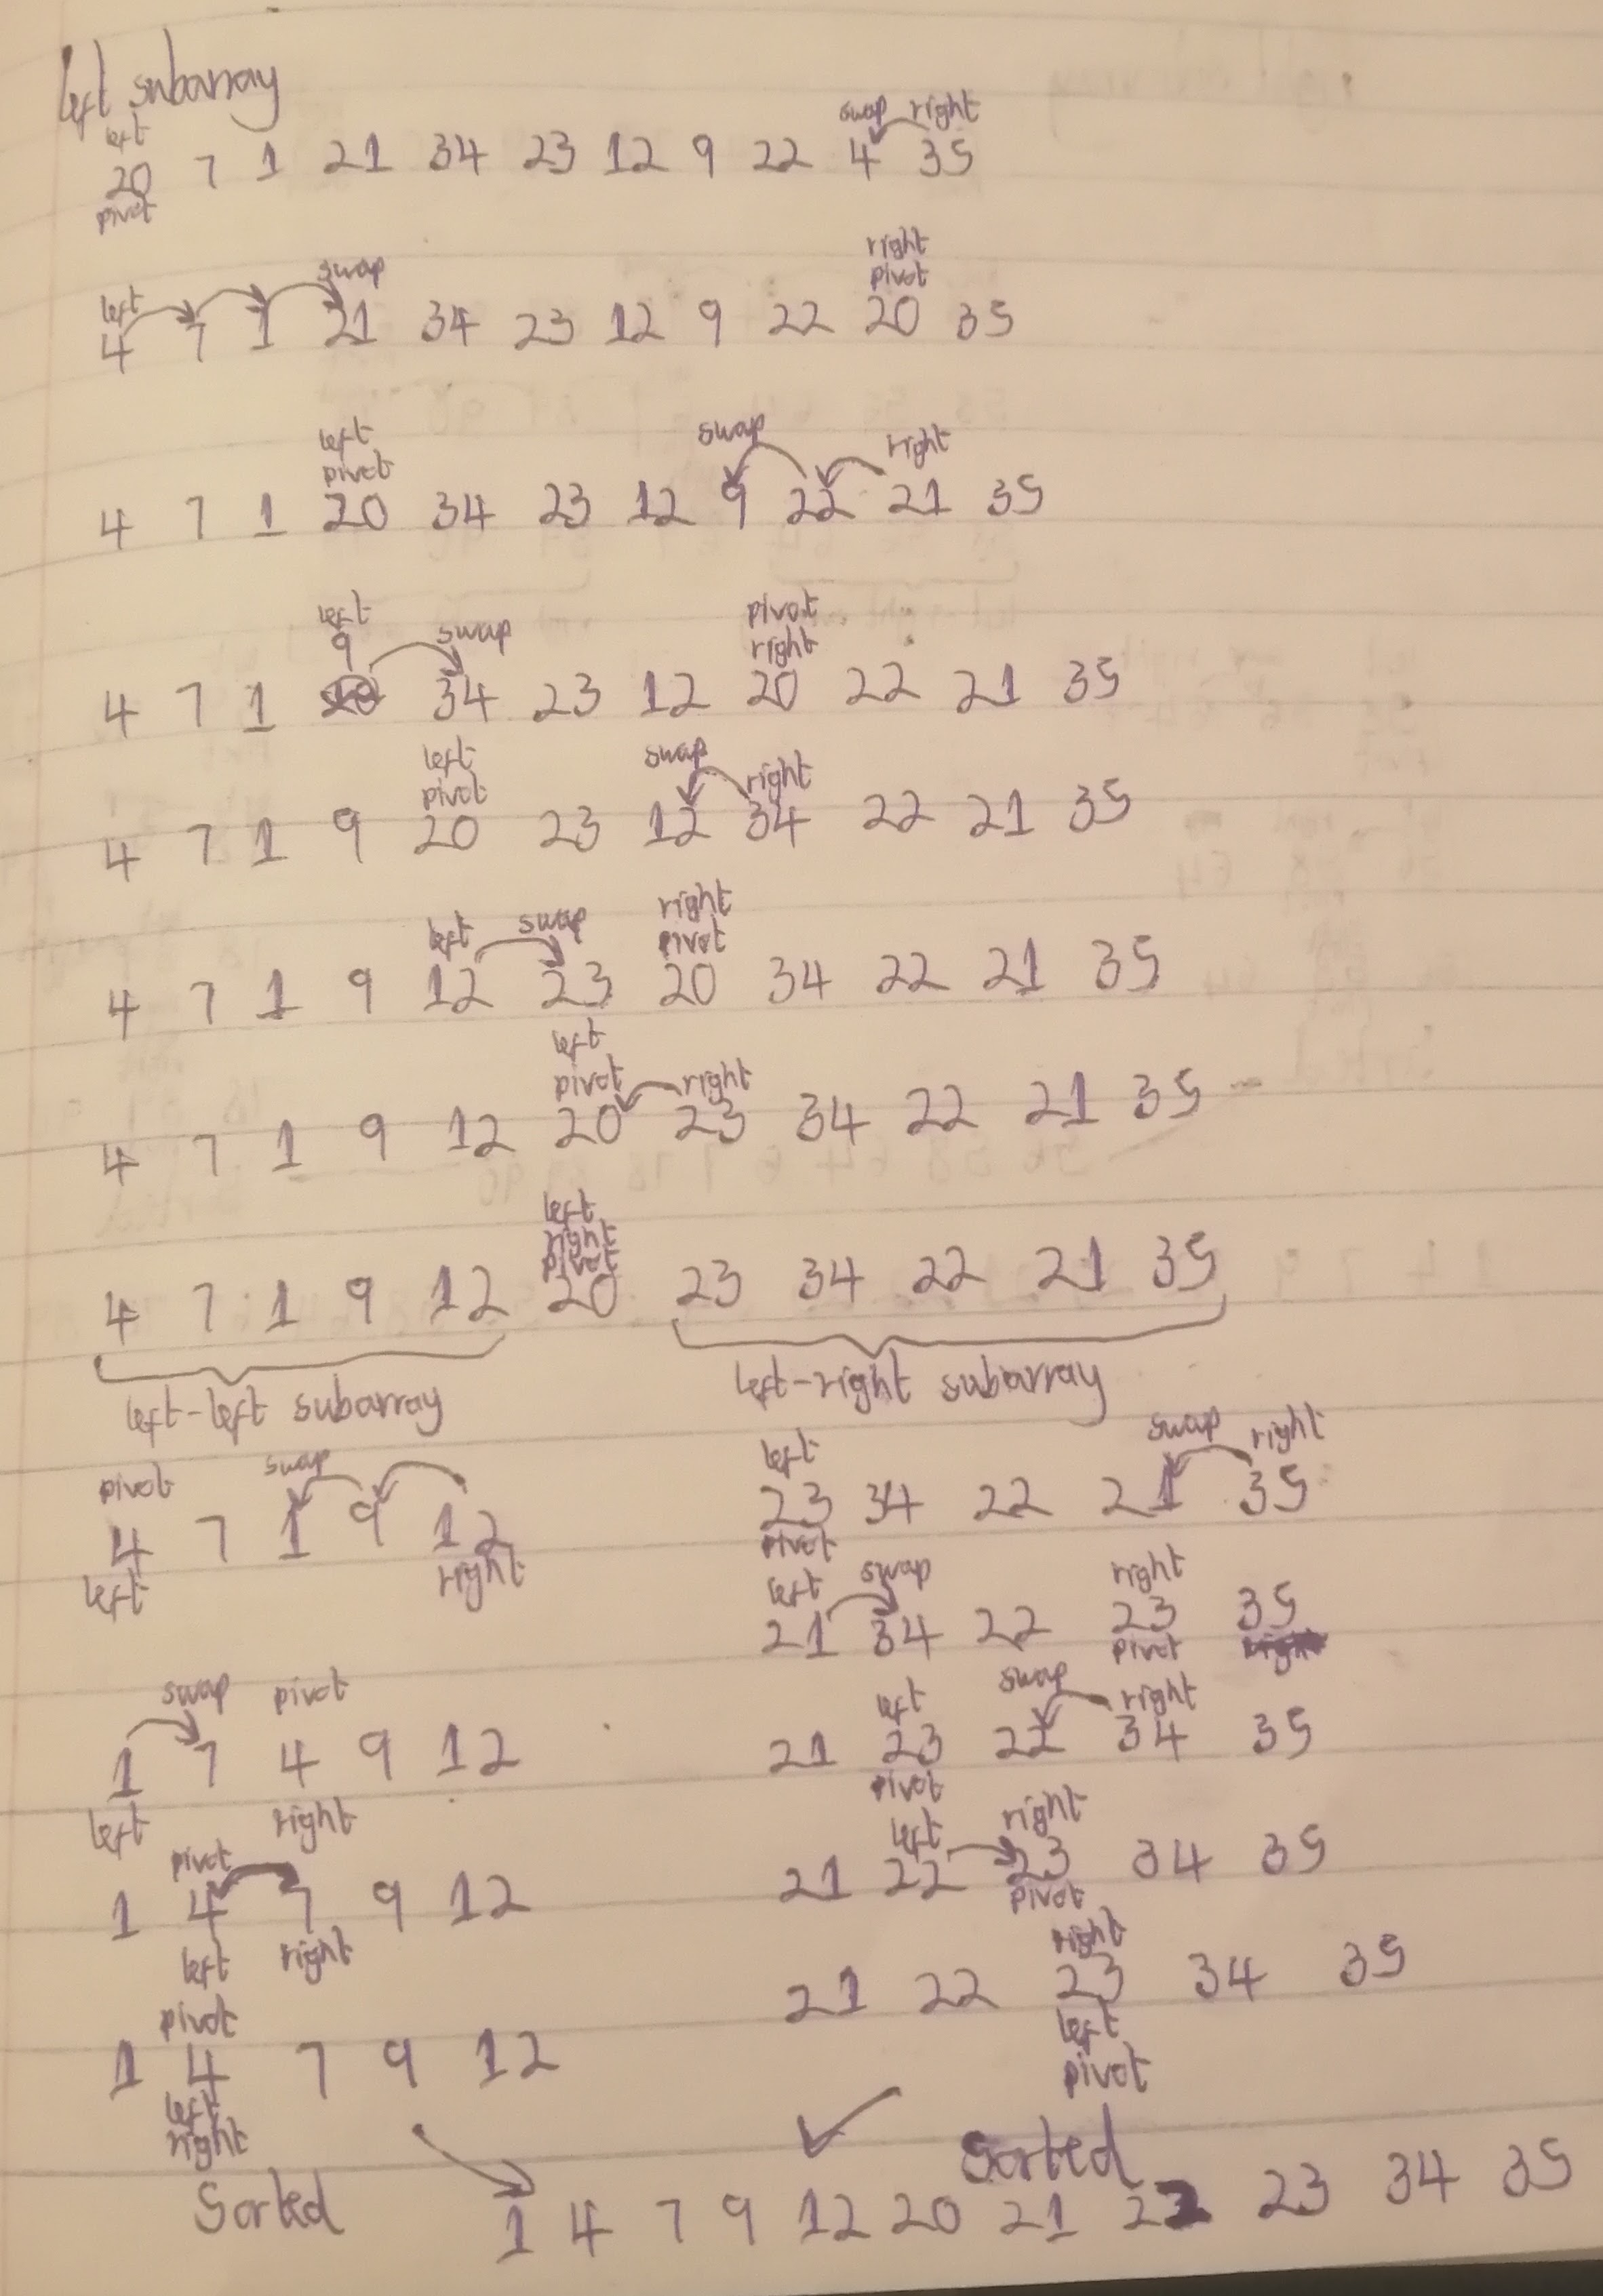 left subarray
left swap right
20 7 1 21 34 23 12 9 22 4 35
pivot
right
left swap pivot
4 7 1 21 34 23 12 9 22 20 35
left swap right
pivot
4 7 1 20 34 23 12 9 22 21 35
left pivot
9 swap right
4 7 1 34 23 12 20 22 21 35
left swap
pivot right
4 7 1 9 20 23 12 34 22 21 35
right
left swap pivot
4 7 1 9 12 23 20 34 22 21 35
left
pivot right
4 7 1 9 12 20 23 34 22 21 35
left
right
pivot
4 7 1 9 12 20 23 34 22 21 35
left-left subarray left-right subarray
pivot swap
4 7 1 9 12
left right
swap pivot
1 7 4 9 12
left right
pivot
1 4 7 9 12
left right
pivot
1 4 7 9 12
left
right
Sorted
left swap right
23 34 22 21 35
pivot
left swap right
21 34 22 23 35
pivot
left swap right
21 23 22 34 35
pivot
left right
21 22 23 34 35
pivot
right
21 22 23 34 35
left
pivot
Sorted
1 4 7 9 12 20 21 22 23 34 35